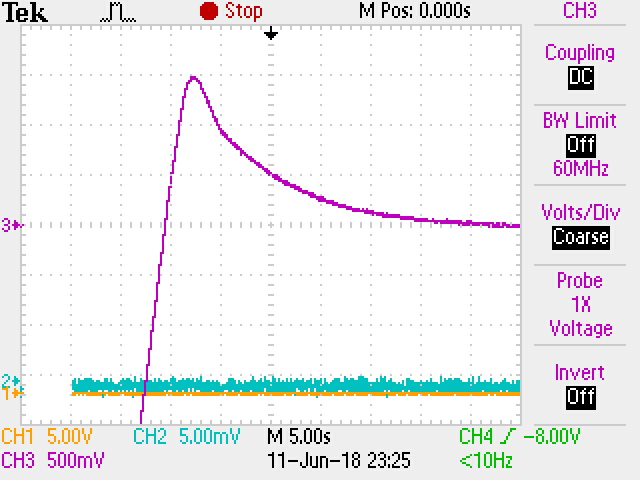 Tek Stop M Pos: 0.000s CH3
Coupling
DC
BW Limit
Off
60MHz
3
Volts/Div
Coarse
Probe
1X
Voltage
2
1
Invert
Off
CH1 5.00V CH2 5.00mV M 5.00s CH4 -8.00V
CH3 500mV 11-Jun-18 23:25 <10Hz